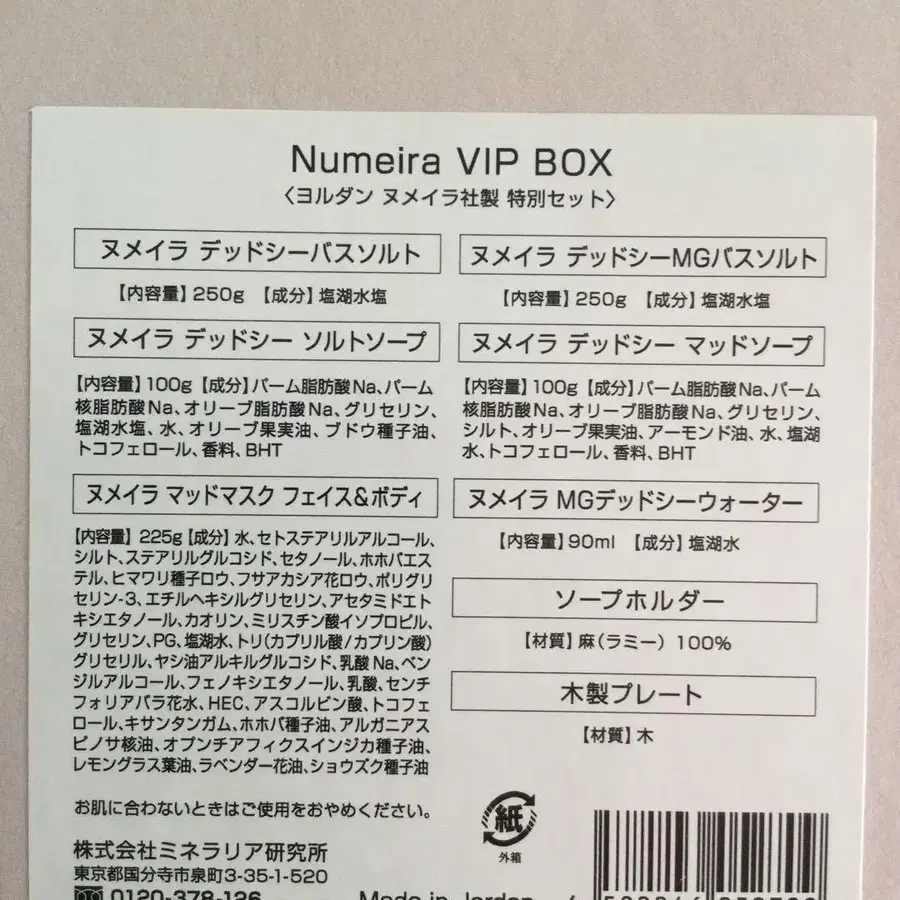 Numeira VIP BOX
〈ヨルダン ヌメイラ社製 特別セット〉
ヌメイラ デッドシーバスソルト
【内容量】250g 【成分】塩湖水塩
ヌメイラ デッドシーMGバスソルト
【内容量】250g 【成分】塩湖水塩
ヌメイラ デッドシー ソルトソープ
【内容量】100g【成分】パーム脂肪酸Na、パーム
核脂肪酸Na、オリーブ脂肪酸Na、グリセリン、
塩湖水塩、水、オリーブ果実油、ブドウ種子油、
トコフェロール、香料、BHT
ヌメイラ デッドシー マッドソープ
【内容量】100g【成分】パーム脂肪酸Na、パーム
核脂肪酸Na、オリーブ脂肪酸Na、グリセリン、
シルト、オリーブ果実油、アーモンド油、水、塩湖
水、トコフェロール、香料、BHT
ヌメイラ マッドマスク フェイス&ボディ
【内容量】225g【成分】水、セトステアリルアルコール、
シルト、ステアリルグルコシド、セタノール、ホホバエス
テル、ヒマワリ種子ロウ、フサアカシア花ロウ、ポリグリ
セリン-3、エチルヘキシルグリセリン、アセタミドエト
キシエタノール、カオリン、ミリスチン酸イソプロピル、
グリセリン、PG、塩湖水、トリ(カプリル酸/カプリン酸)
グリセリル、ヤシ油アルキルグルコシド、乳酸Na、ベン
ジルアルコール、フェノキシエタノール、乳酸、センチ
フォリアバラ花水、HEC、アスコルビン酸、トコフェ
ロール、キサンタンガム、ホホバ種子油、アルガニアス
ピノサ核油、オプンチアフィクスインジカ種子油、
レモングラス葉油、ラベンダー花油、ショウズク種子油
ヌメイラ MGデッドシーウォーター
【内容量】90ml 【成分】塩湖水
ソープホルダー
【材質】麻(ラミー) 100%
木製プレート
【材質】木
お肌に合わないときはご使用をおやめください。
株式会社ミネラリア研究所
東京都国分寺市泉町3-35-1-520
0120-378-126
紙
外箱
Made in Jordan